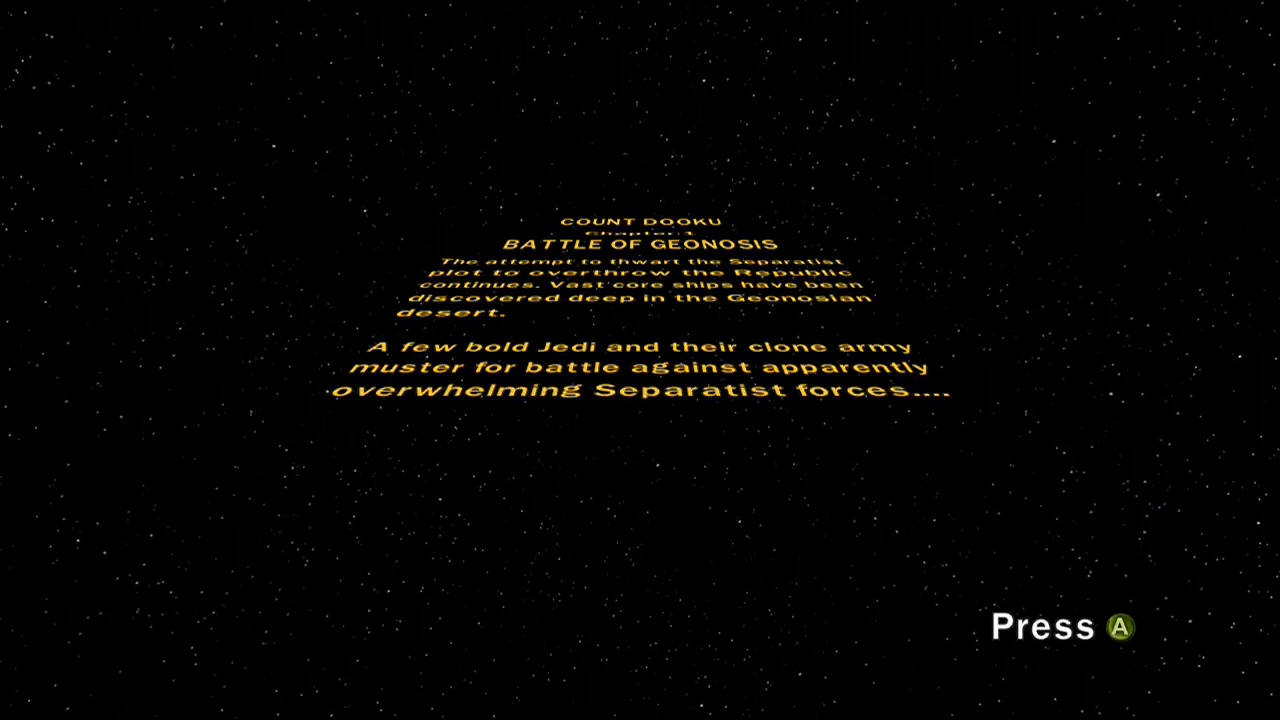 COUNT DOOKU
Chapter 1
BATTLE OF GEONOSIS
The attempt to thwart the Separatist
plot to overthrow the Republic
continues. Vast core ships have been
discovered deep in the Geonosian
desert.
A few bold Jedi and their clone army
muster for battle against apparently
overwhelming Separatist forces....
Press A